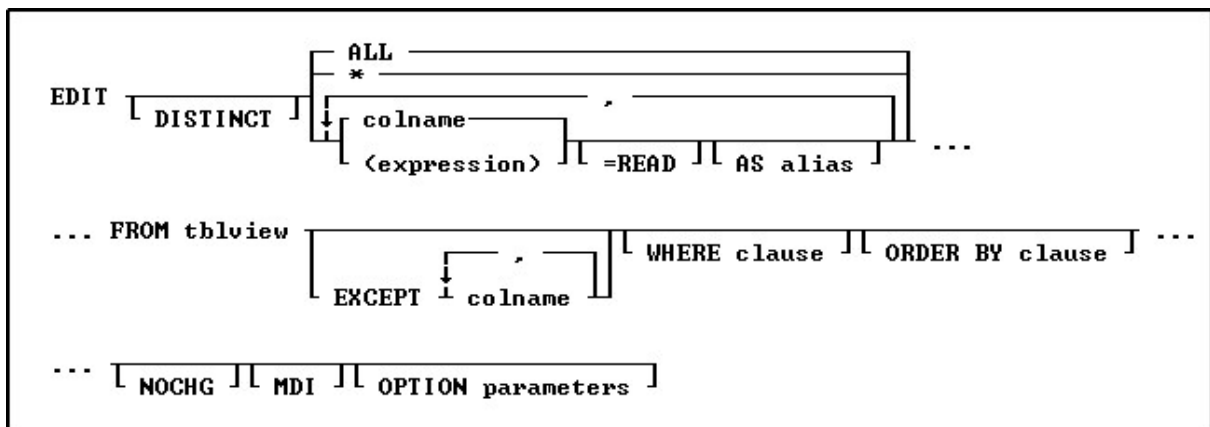 ALL
*
EDIT DISTINCT ,
colname
(expression) =READ AS alias ...
... FROM tblview WHERE clause ORDER BY clause ...
,
EXCEPT colname
... NOCHG MDI OPTION parameters